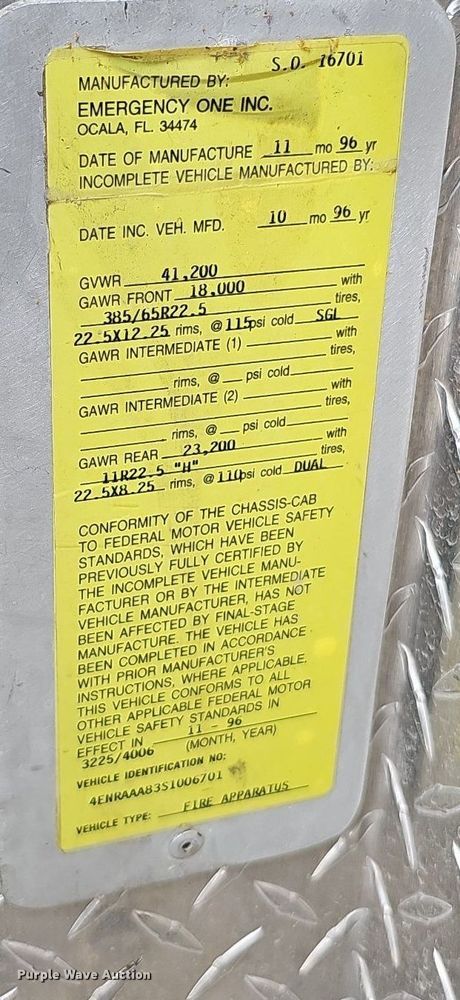 S.O. 16701
MANUFACTURED BY:
EMERGENCY ONE INC.
OCALA, FL. 34474
DATE OF MANUFACTURE 11 mo 96 yr
INCOMPLETE VEHICLE MANUFACTURED BY:
DATE INC. VEH. MFD. 10 mo 96 yr
GVWR 41,200
GAWR FRONT 18,000 with
385/65R22.5 tires,
22.5X12.25 rims, @ 115psi cold SGL
GAWR INTERMEDIATE (1) with
tires,
rims, @ psi cold
GAWR INTERMEDIATE (2) with
tires,
rims, @ psi cold
GAWR REAR 23,200 with
11R22.5 "H" tires,
22.5X8.25 rims, @ 110psi cold DUAL
CONFORMITY OF THE CHASSIS-CAB
TO FEDERAL MOTOR VEHICLE SAFETY
STANDARDS, WHICH HAVE BEEN
PREVIOUSLY FULLY CERTIFIED BY
THE INCOMPLETE VEHICLE MANU-
FACTURER OR BY THE INTERMEDIATE
VEHICLE MANUFACTURER, HAS NOT
BEEN AFFECTED BY FINAL-STAGE
MANUFACTURE. THE VEHICLE HAS
BEEN COMPLETED IN ACCORDANCE
WITH PRIOR MANUFACTURER'S
INSTRUCTIONS, WHERE APPLICABLE,
THIS VEHICLE CONFORMS TO ALL
OTHER APPLICABLE FEDERAL MOTOR
VEHICLE SAFETY STANDARDS IN
EFFECT IN 11 - 96
3225/4006 (MONTH, YEAR)
VEHICLE IDENTIFICATION NO:
4ENRAAA83S1006701
VEHICLE TYPE: FIRE APPARATUS
Purple Wave Auction